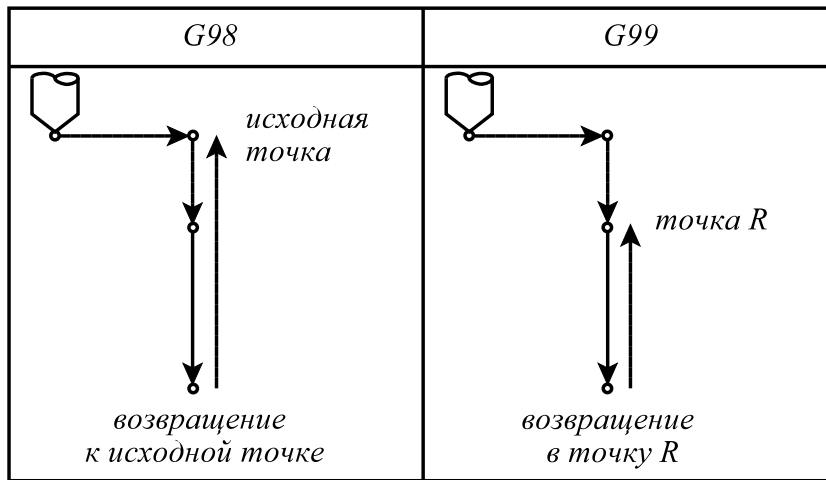 G98
G99
исходная
точка
точка R
возвращение
к исходной точке
возвращение
в точку R